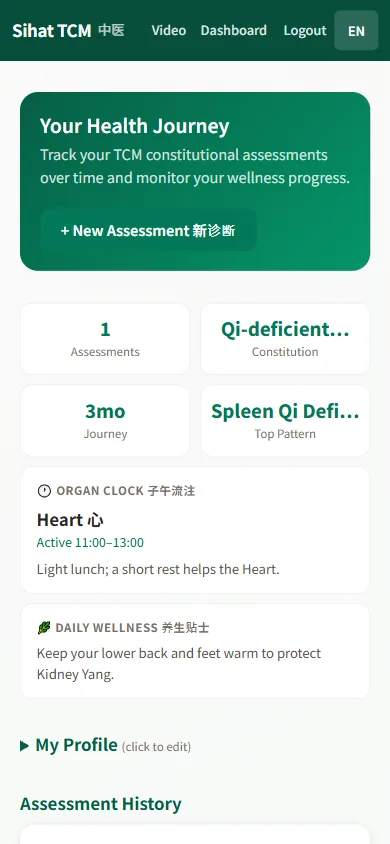 Sihat TCM 中医 Video Dashboard Logout EN
Your Health Journey
Track your TCM constitutional assessments
over time and monitor your wellness progress.
+ New Assessment 新诊断
1
Assessments
Qi-deficient...
Constitution
3mo
Journey
Spleen Qi Defi...
Top Pattern
ORGAN CLOCK 子午流注
Heart 心
Active 11:00–13:00
Light lunch; a short rest helps the Heart.
DAILY WELLNESS 养生贴士
Keep your lower back and feet warm to protect
Kidney Yang.
My Profile (click to edit)
Assessment History